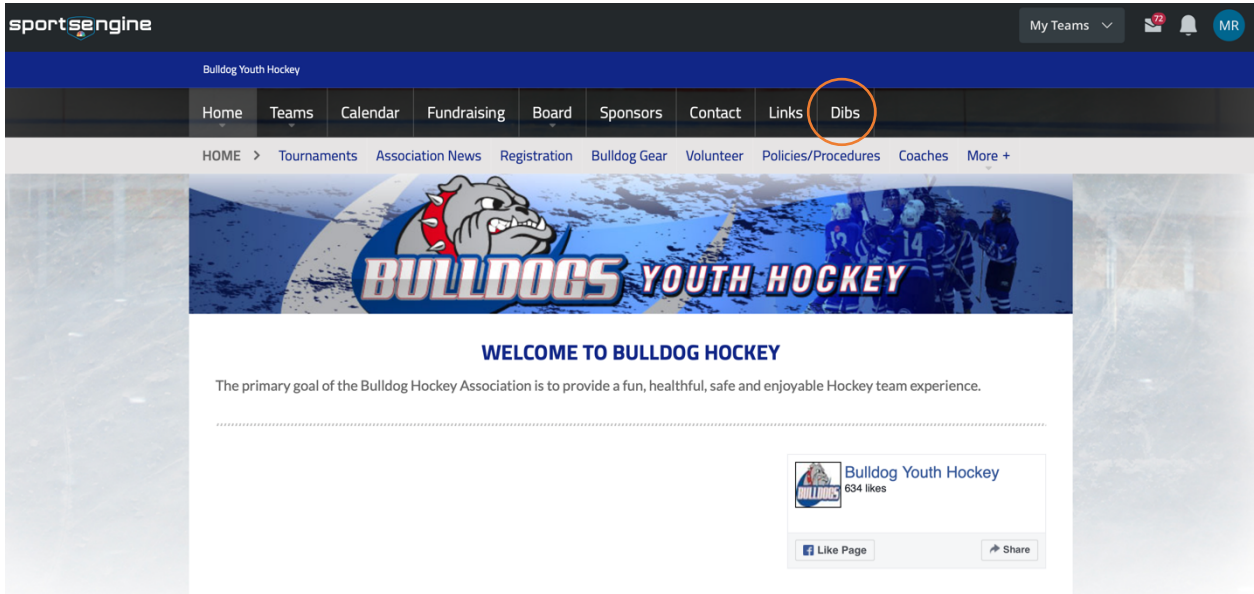 sportsengine
My Teams
72
MR
Bulldog Youth Hockey
Home Teams Calendar Fundraising Board Sponsors Contact Links Dibs
HOME > Tournaments Association News Registration Bulldog Gear Volunteer Policies/Procedures Coaches More +
BULLDOGS YOUTH HOCKEY
13
14
WELCOME TO BULLDOG HOCKEY
The primary goal of the Bulldog Hockey Association is to provide a fun, healthful, safe and enjoyable Hockey team experience.
BULLDOGS
Bulldog Youth Hockey
634 likes
Like Page
Share